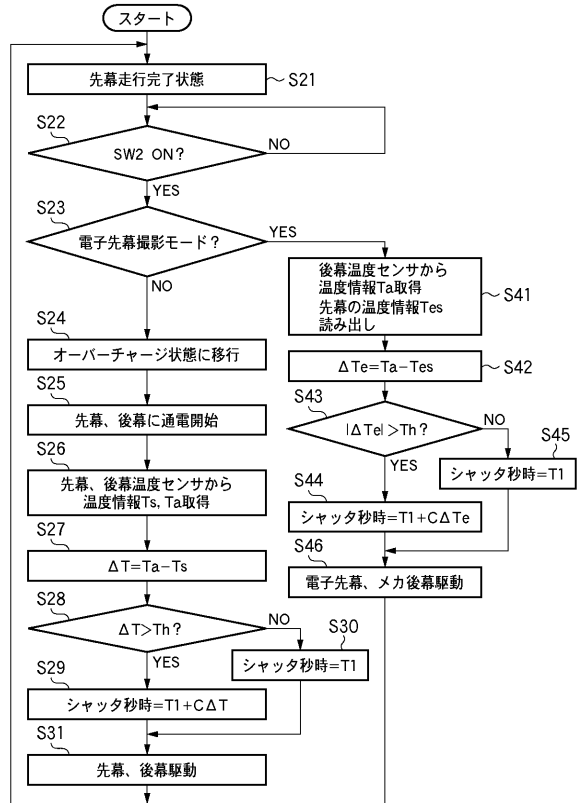 スタート
先幕走行完了状態
S21
S22
SW2 ON?
NO
YES
S23
電子先幕撮影モード?
YES
NO
S24
オーバーチャージ状態に移行
S25
先幕、後幕に通電開始
S26
先幕、後幕温度センサから
温度情報Ts, Ta取得
S27
ΔT=Ta−Ts
S28
ΔT>Th?
NO
YES
S30
シャッタ秒時=T1
S29
シャッタ秒時=T1+CΔT
S31
先幕、後幕駆動
後幕温度センサから
温度情報Ta取得
先幕の温度情報Tes
読み出し
S41
ΔTe=Ta−Tes
S42
S43
|ΔTe|>Th?
NO
YES
S45
シャッタ秒時=T1
S44
シャッタ秒時=T1+CΔTe
S46
電子先幕、メカ後幕駆動